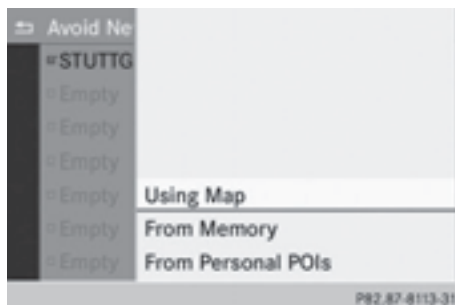 Avoid Ne
STUTTG
Empty
Empty
Empty
Empty
Using Map
Empty
From Memory
Empty
From Personal POIs
P82.87-8113-31